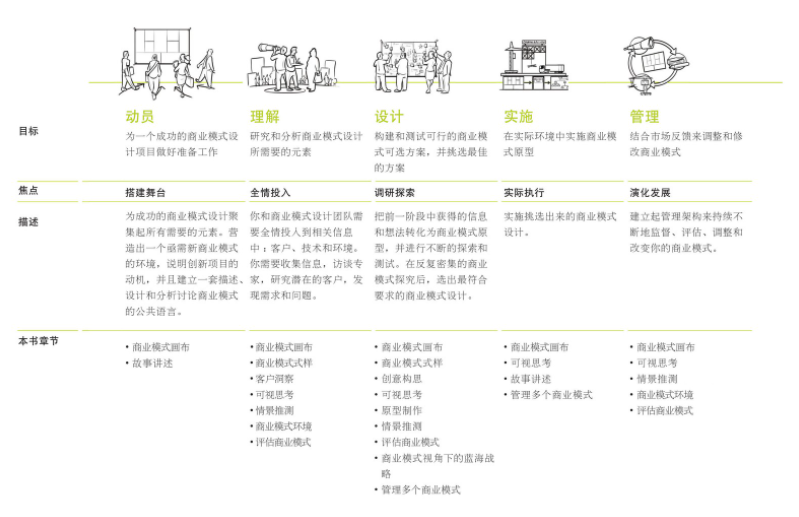 动员
理解
设计
实施
管理
目标
为一个成功的商业模式设
计项目做好准备工作
研究和分析商业模式设计
所需要的元素
构建和测试可行的商业模
式可选方案，并挑选最佳
的方案
在实际环境中实施商业模
式原型
结合市场反馈来调整和修
改商业模式
焦点
搭建舞台
全情投入
调研探索
实际执行
演化发展
描述
为成功的商业模式设计聚
集起所有需要的元素。营
造出一个亟需新商业模式
的环境，说明创新项目的
动机，并且建立一套描述、
设计和分析讨论商业模式
的公共语言。
你和商业模式设计团队需
要全情投入到相关信息
中：客户、技术和环境。
你需要收集信息，访谈专
家，研究潜在的客户，发
现需求和问题。
把前一阶段中获得的信息
和想法转化为商业模式原
型，并进行不断的探索和
测试。在反复密集的商业
模式探究后，选出最符合
要求的商业模式设计。
实施挑选出来的商业模式
设计。
建立起管理架构来持续不
断地监督、评估、调整和
改变你的商业模式。
本书章节
• 商业模式画布
• 故事讲述
• 商业模式画布
• 商业模式式样
• 客户洞察
• 可视思考
• 情景推测
• 商业模式环境
• 评估商业模式
• 商业模式画布
• 商业模式式样
• 创意构思
• 可视思考
• 原型制作
• 情景推测
• 评估商业模式
• 商业模式视角下的蓝海战
略
• 管理多个商业模式
• 商业模式画布
• 可视思考
• 故事讲述
• 管理多个商业模式
• 商业模式画布
• 可视思考
• 情景推测
• 商业模式环境
• 评估商业模式